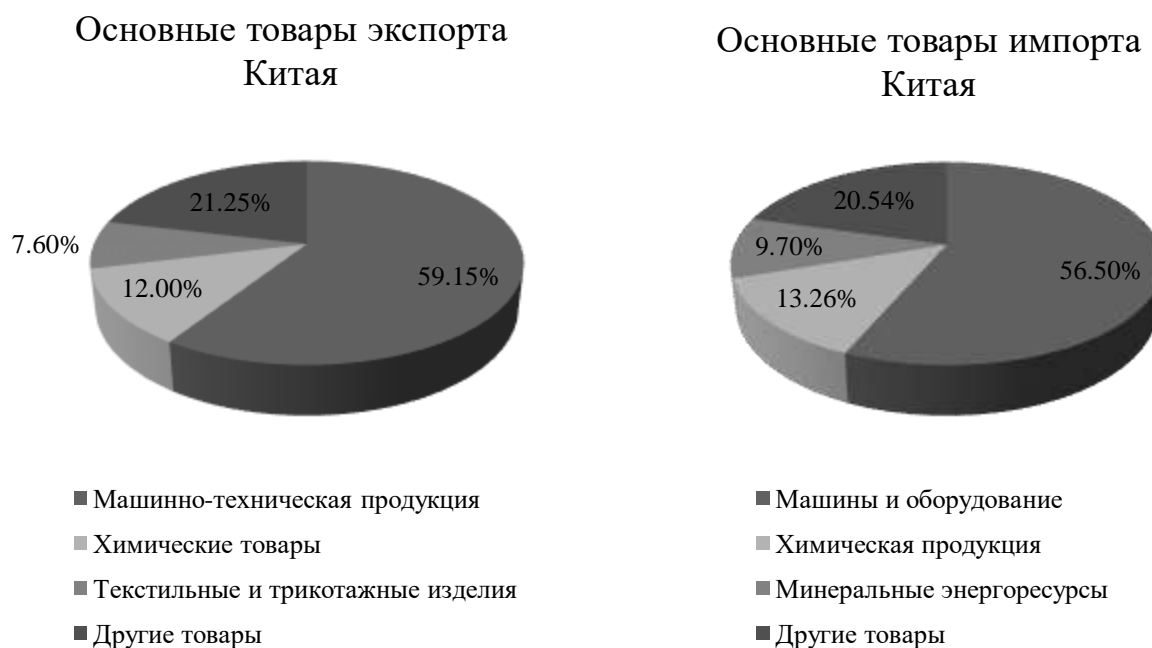 Основные товары экспорта
Китая
21.25%
7.60%
12.00%
59.15%
Машинно-техническая продукция
Химические товары
Текстильные и трикотажные изделия
Другие товары
Основные товары импорта
Китая
20.54%
9.70%
13.26%
56.50%
Машины и оборудование
Химическая продукция
Минеральные энергоресурсы
Другие товары